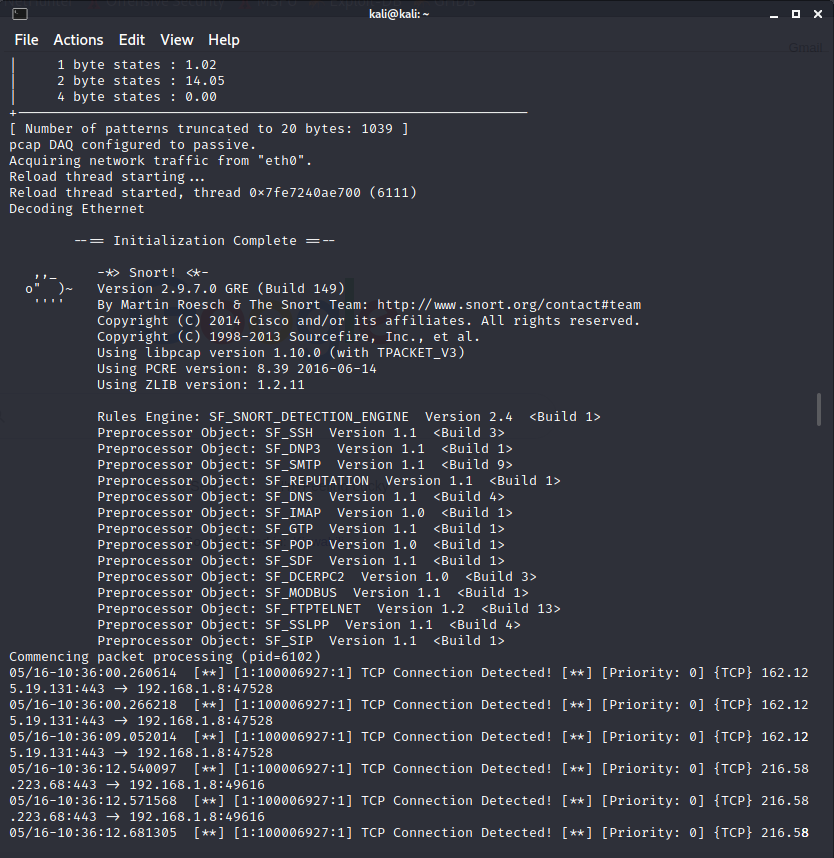 kali@kali: ~
File Actions Edit View Help
| 1 byte states : 1.02
| 2 byte states : 14.05
| 4 byte states : 0.00
+----------------------------------------------------------------
[ Number of patterns truncated to 20 bytes: 1039 ]
pcap DAQ configured to passive.
Acquiring network traffic from "eth0".
Reload thread starting...
Reload thread started, thread 0x7fe7240ae700 (6111)
Decoding Ethernet
--== Initialization Complete ==--
,,_ -*> Snort! <*-
o" )~ Version 2.9.7.0 GRE (Build 149)
'''' By Martin Roesch & The Snort Team: http://www.snort.org/contact#team
Copyright (C) 2014 Cisco and/or its affiliates. All rights reserved.
Copyright (C) 1998-2013 Sourcefire, Inc., et al.
Using libpcap version 1.10.0 (with TPACKET_V3)
Using PCRE version: 8.39 2016-06-14
Using ZLIB version: 1.2.11
Rules Engine: SF_SNORT_DETECTION_ENGINE Version 2.4 <Build 1>
Preprocessor Object: SF_SSH Version 1.1 <Build 3>
Preprocessor Object: SF_DNP3 Version 1.1 <Build 1>
Preprocessor Object: SF_SMTP Version 1.1 <Build 9>
Preprocessor Object: SF_REPUTATION Version 1.1 <Build 1>
Preprocessor Object: SF_DNS Version 1.1 <Build 4>
Preprocessor Object: SF_IMAP Version 1.0 <Build 1>
Preprocessor Object: SF_GTP Version 1.1 <Build 1>
Preprocessor Object: SF_POP Version 1.0 <Build 1>
Preprocessor Object: SF_SDF Version 1.1 <Build 1>
Preprocessor Object: SF_DCERPC2 Version 1.0 <Build 3>
Preprocessor Object: SF_MODBUS Version 1.1 <Build 1>
Preprocessor Object: SF_FTPTELNET Version 1.2 <Build 13>
Preprocessor Object: SF_SSLPP Version 1.1 <Build 4>
Preprocessor Object: SF_SIP Version 1.1 <Build 1>
Commencing packet processing (pid=6102)
05/16-10:36:00.260614 [**] [1:100006927:1] TCP Connection Detected! [**] [Priority: 0] {TCP} 162.12
5.19.131:443 -> 192.168.1.8:47528
05/16-10:36:00.266218 [**] [1:100006927:1] TCP Connection Detected! [**] [Priority: 0] {TCP} 162.12
5.19.131:443 -> 192.168.1.8:47528
05/16-10:36:09.052014 [**] [1:100006927:1] TCP Connection Detected! [**] [Priority: 0] {TCP} 162.12
5.19.131:443 -> 192.168.1.8:47528
05/16-10:36:12.540097 [**] [1:100006927:1] TCP Connection Detected! [**] [Priority: 0] {TCP} 216.58
.223.68:443 -> 192.168.1.8:49616
05/16-10:36:12.571568 [**] [1:100006927:1] TCP Connection Detected! [**] [Priority: 0] {TCP} 216.58
.223.68:443 -> 192.168.1.8:49616
05/16-10:36:12.681305 [**] [1:100006927:1] TCP Connection Detected! [**] [Priority: 0] {TCP} 216.58